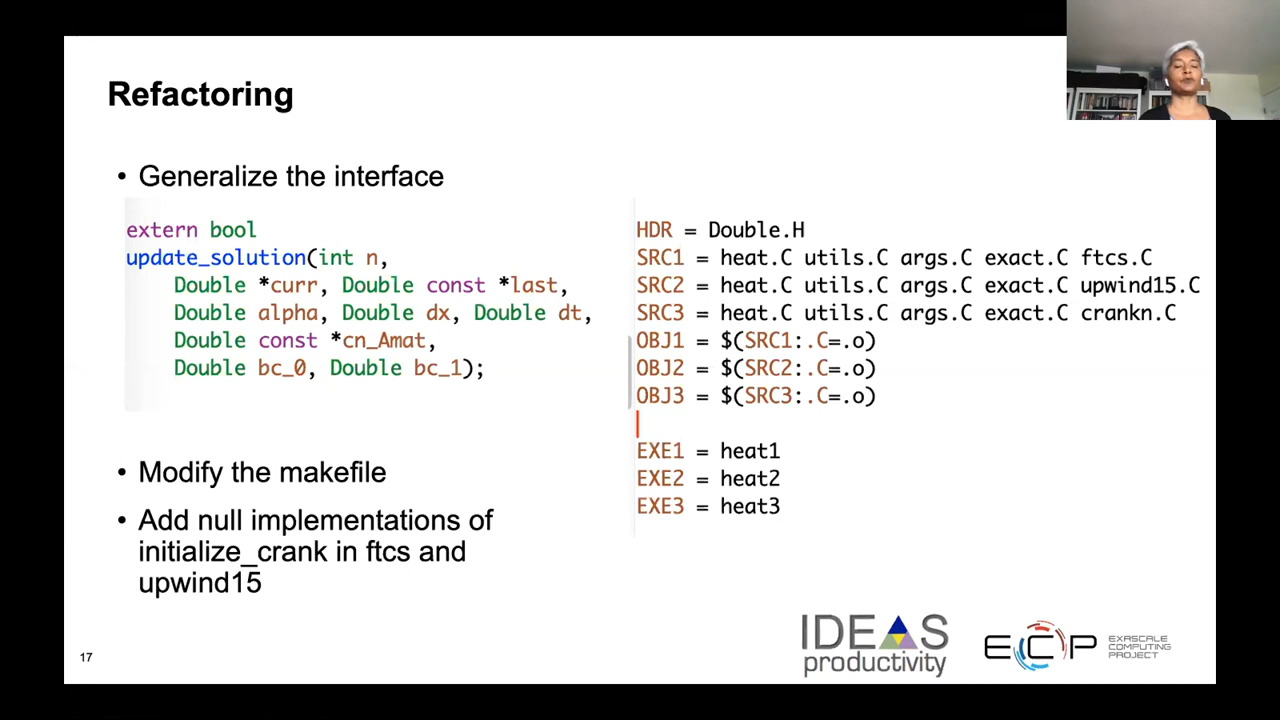 Refactoring
• Generalize the interface
extern bool
update_solution(int n,
Double *curr, Double const *last,
Double alpha, Double dx, Double dt,
Double const *cn_Amat,
Double bc_0, Double bc_1);
HDR = Double.H
SRC1 = heat.C utils.C args.C exact.C ftcs.C
SRC2 = heat.C utils.C args.C exact.C upwind15.C
SRC3 = heat.C utils.C args.C exact.C crankn.C
OBJ1 = $(SRC1:.C=.o)
OBJ2 = $(SRC2:.C=.o)
OBJ3 = $(SRC3:.C=.o)
EXE1 = heat1
EXE2 = heat2
EXE3 = heat3
• Modify the makefile
• Add null implementations of
initialize_crank in ftcs and
upwind15
17
IDEAS
productivity
ECP
EXASCALE
COMPUTING
PROJECT